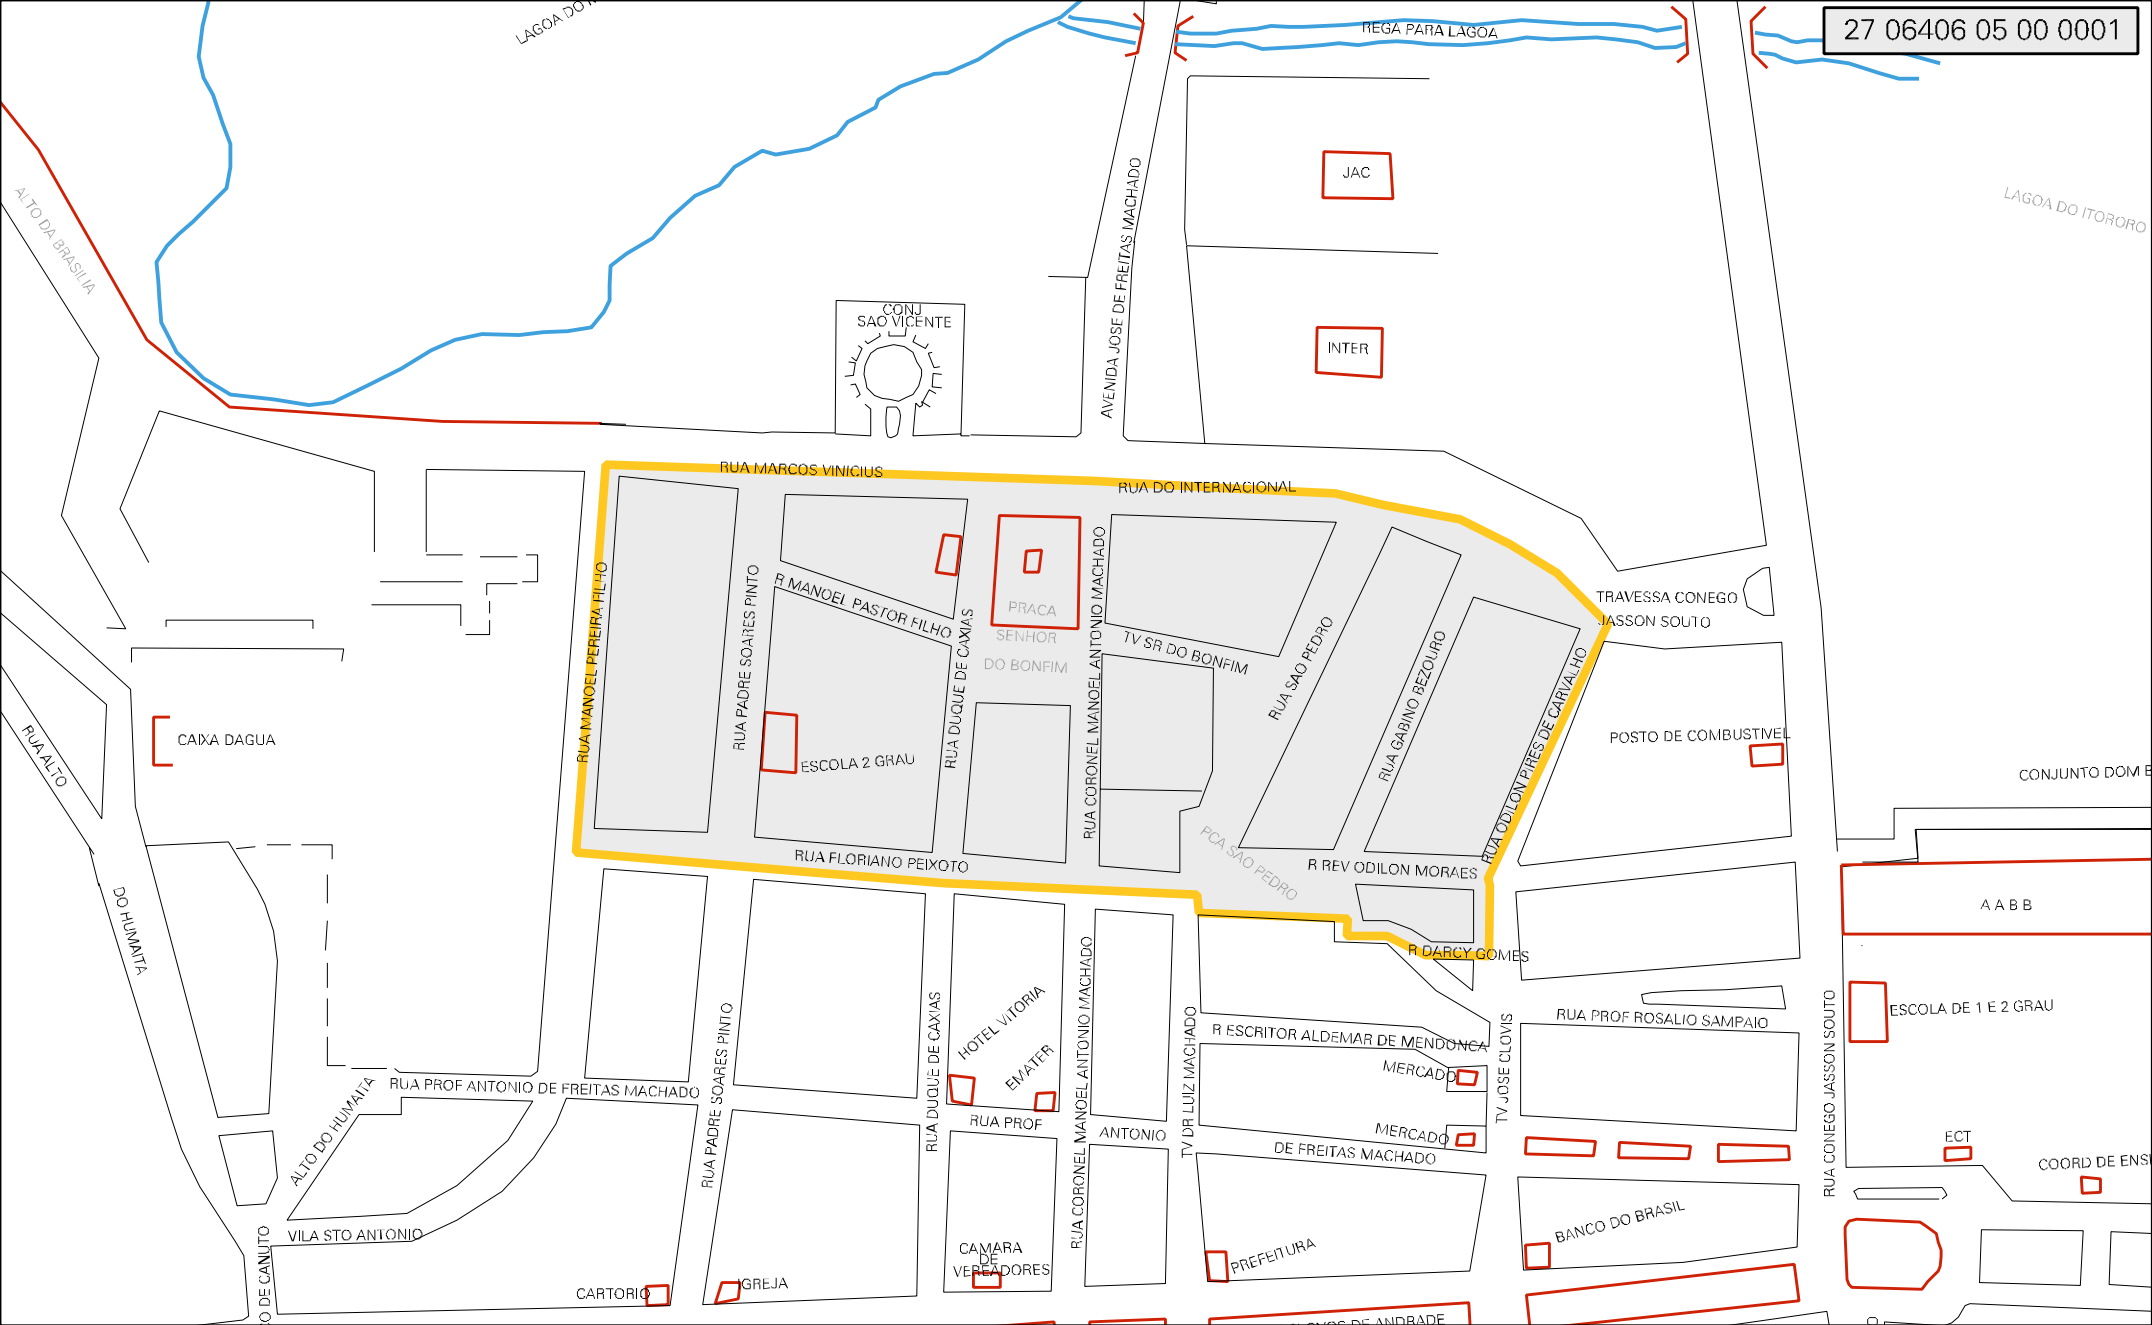 27 06406 05 00 0001
LAGOA DO
REGA PARA LAGOA
JAC
ALTO DA BRASILIA
LAGOA DO ITORORO
AVENIDA JOSE DE FREITAS MACHADO
CONJ
SAO VICENTE
INTER
RUA MARCOS VINICIUS
RUA DO INTERNACIONAL
RUA MANOEL PEREIRA FILHO
RUA PADRE SOARES PINTO
R MANOEL PASTOR FILHO
RUA DUQUE DE CAXIAS
PRACA
SENHOR
DO BONFIM
RUA CORONEL MANOEL ANTONIO MACHADO
TV SR DO BONFIM
RUA SAO PEDRO
RUA GABINO BEZOURO
RUA ODILON PIRES DE CARVALHO
TRAVESSA CONEGO
JASSON SOUTO
POSTO DE COMBUSTIVEL
CONJUNTO DOM B
RUA ALTO
CAIXA DAGUA
ESCOLA 2 GRAU
RUA FLORIANO PEIXOTO
PCA SAO PEDRO
R REV ODILON MORAES
A A B B
DO HUMAITA
R DARCY GOMES
HOTEL VITORIA
EMATER
RUA DUQUE DE CAXIAS
RUA CORONEL MANOEL ANTONIO MACHADO
RUA PADRE SOARES PINTO
TV DR LUIZ MACHADO
R ESCRITOR ALDEMAR DE MENDONCA
TV JOSE CLOVIS
RUA PROF ROSALIO SAMPAIO
RUA CONEGO JASSON SOUTO
ESCOLA DE 1 E 2 GRAU
MERCADO
RUA PROF ANTONIO DE FREITAS MACHADO
ALTO DO HUMAITA
RUA PROF
ANTONIO
MERCADO
DE FREITAS MACHADO
ECT
COORD DE ENSI
VILA STO ANTONIO
O DE CANUTO
BANCO DO BRASIL
CAMARA
DE
VEREADORES
PREFEITURA
CARTORIO
IGREJA
DE ANDRADE